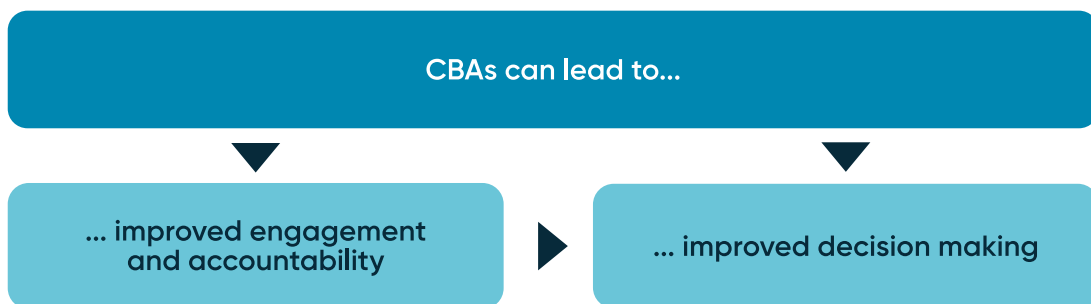 CBAs can lead to...
... improved engagement
and accountability
... improved decision making